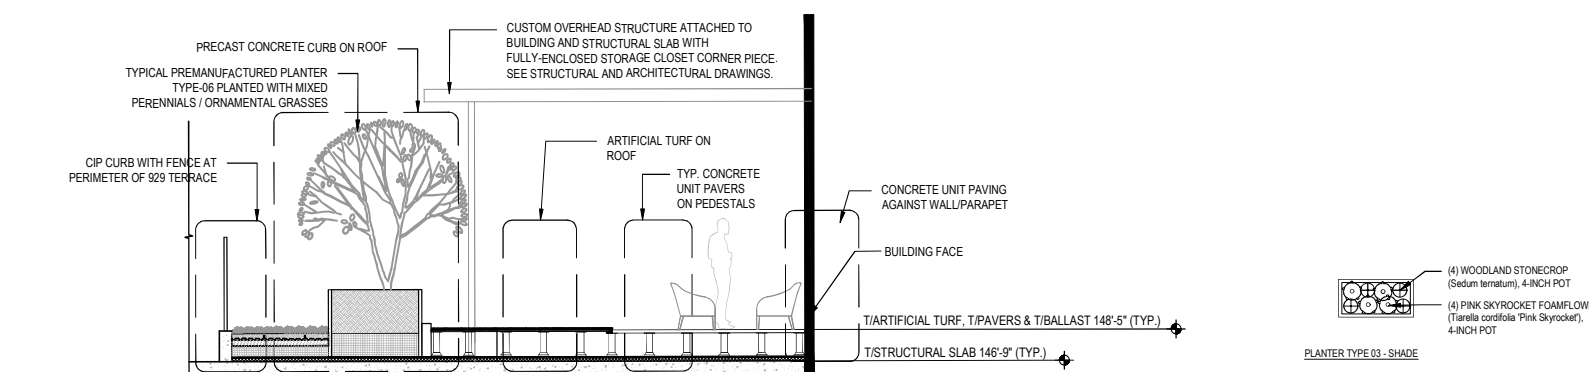 CUSTOM OVERHEAD STRUCTURE ATTACHED TO
BUILDING AND STRUCTURAL SLAB WITH
FULLY-ENCLOSED STORAGE CLOSET CORNER PIECE.
SEE STRUCTURAL AND ARCHITECTURAL DRAWINGS.
PRECAST CONCRETE CURB ON ROOF
TYPICAL PREMANUFACTURED PLANTER
TYPE-06 PLANTED WITH MIXED
PERENNIALS / ORNAMENTAL GRASSES
CIP CURB WITH FENCE AT
PERIMETER OF 929 TERRACE
ARTIFICIAL TURF ON
ROOF
TYP. CONCRETE
UNIT PAVERS
ON PEDESTALS
CONCRETE UNIT PAVING
AGAINST WALL/PARAPET
BUILDING FACE
T/ARTIFICIAL TURF, T/PAVERS & T/BALLAST 148'-5" (TYP.)
T/STRUCTURAL SLAB 146'-9" (TYP.)
(4) WOODLAND STONECROP
(Sedum ternatum), 4-INCH POT
(4) PINK SKYROCKET FOAMFLOW
(Tiarella cordifolia 'Pink Skyrocket'),
4-INCH POT
PLANTER TYPE 03 - SHADE